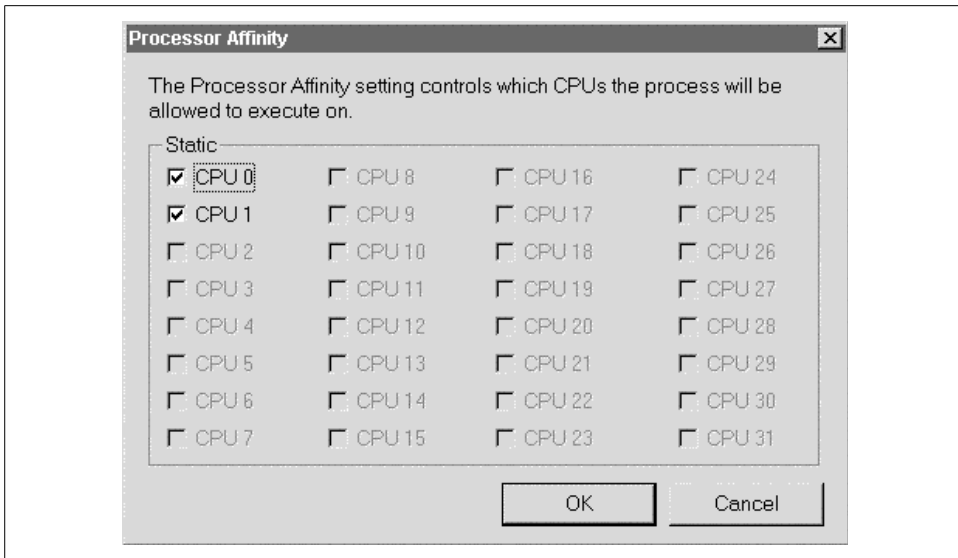 Processor Affinity
The Processor Affinity setting controls which CPUs the process will be
allowed to execute on.
Static
CPU 0 CPU 8 CPU 16 CPU 24
CPU 1 CPU 9 CPU 17 CPU 25
CPU 2 CPU 10 CPU 18 CPU 26
CPU 3 CPU 11 CPU 19 CPU 27
CPU 4 CPU 12 CPU 20 CPU 28
CPU 5 CPU 13 CPU 21 CPU 29
CPU 6 CPU 14 CPU 22 CPU 30
CPU 7 CPU 15 CPU 23 CPU 31
OK Cancel